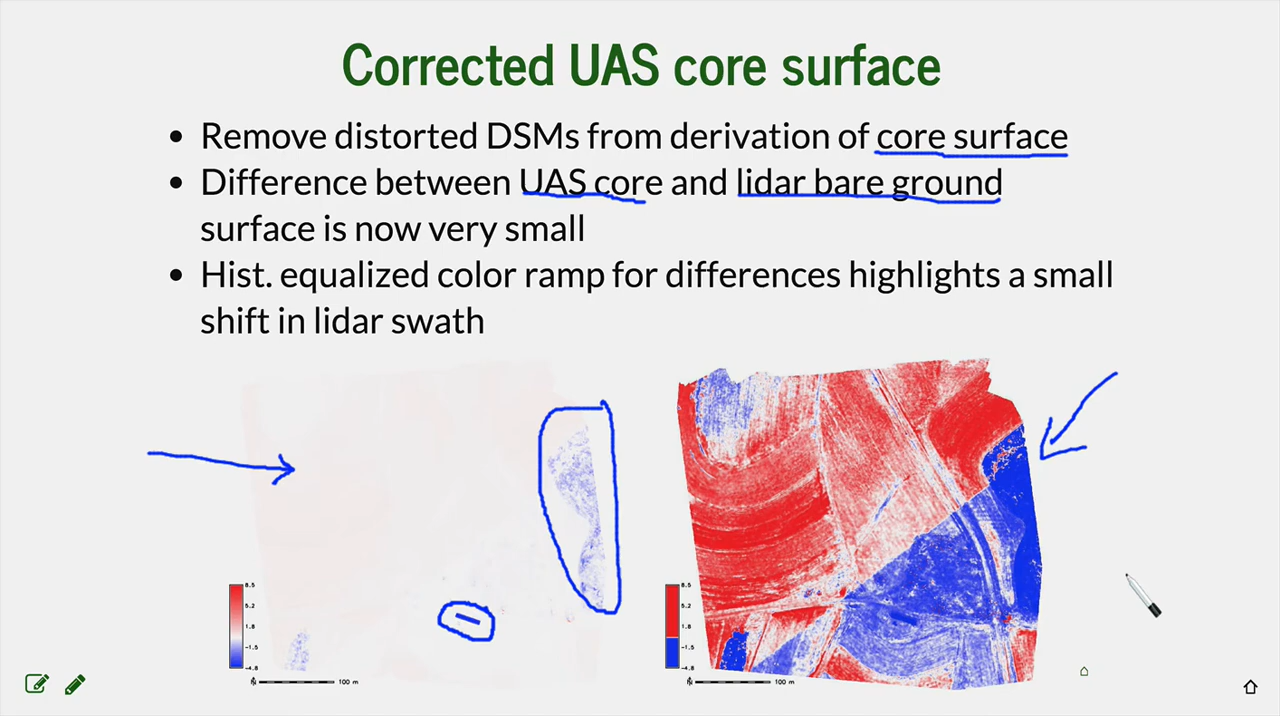 Corrected UAS core surface
• Remove distorted DSMs from derivation of core surface
• Difference between UAS core and lidar bare ground
surface is now very small
• Hist. equalized color ramp for differences highlights a small
shift in lidar swath
8.5
5.2
1.8
-1.5
-4.8
N
100 m
8.5
5.2
1.8
-1.5
-4.8
N
100 m